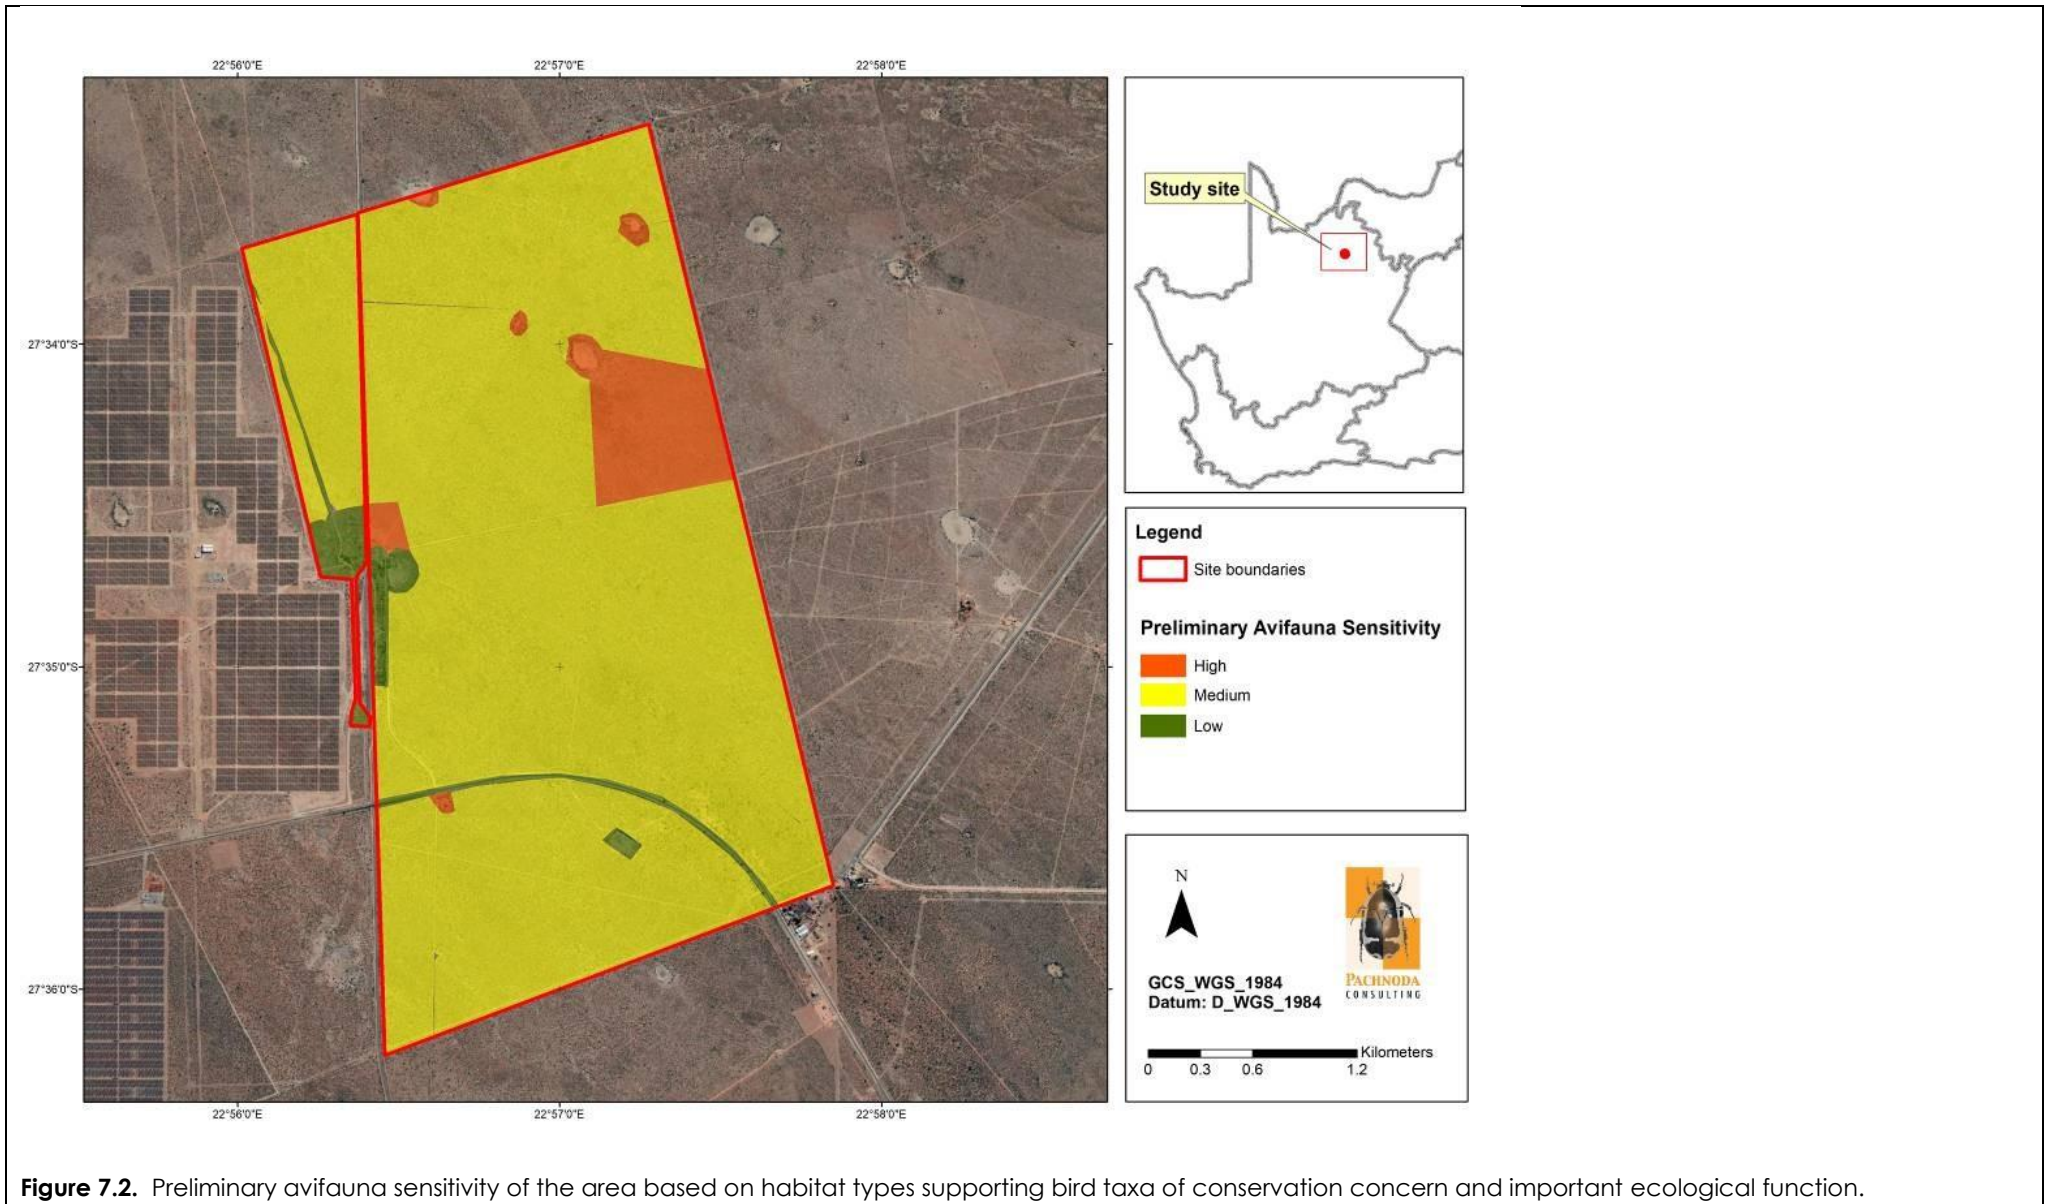 22°56'0"E
22°57'0"E
22°58'0"E
27°34'0"S
27°35'0"S
27°36'0"S
22°56'0"E
22°57'0"E
22°58'0"E
Study site
Legend
Site boundaries
Preliminary Avifauna Sensitivity
High
Medium
Low
N
PACHNODA
CONSULTING
GCS_WGS_1984
Datum: D_WGS_1984
Kilometers
0 0.3 0.6 1.2
Figure 7.2. Preliminary avifauna sensitivity of the area based on habitat types supporting bird taxa of conservation concern and important ecological function.